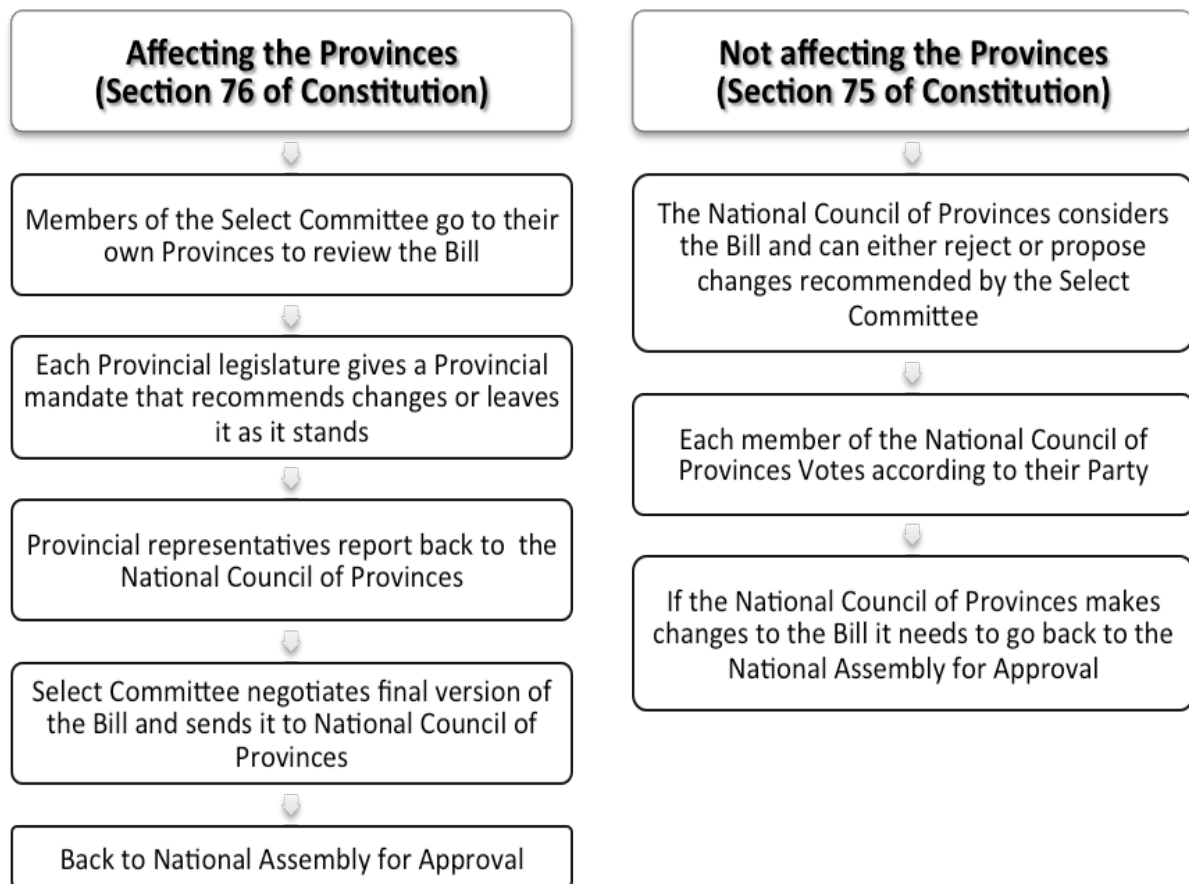 Affecting the Provinces
(Section 76 of Constitution)
Members of the Select Committee go to their
own Provinces to review the Bill
Each Provincial legislature gives a Provincial
mandate that recommends changes or leaves
it as it stands
Provincial representatives report back to the
National Council of Provinces
Select Committee negotiates final version of
the Bill and sends it to National Council of
Provinces
Back to National Assembly for Approval
Not affecting the Provinces
(Section 75 of Constitution)
The National Council of Provinces considers
the Bill and can either reject or propose
changes recommended by the Select
Committee
Each member of the National Council of
Provinces Votes according to their Party
If the National Council of Provinces makes
changes to the Bill it needs to go back to the
National Assembly for Approval